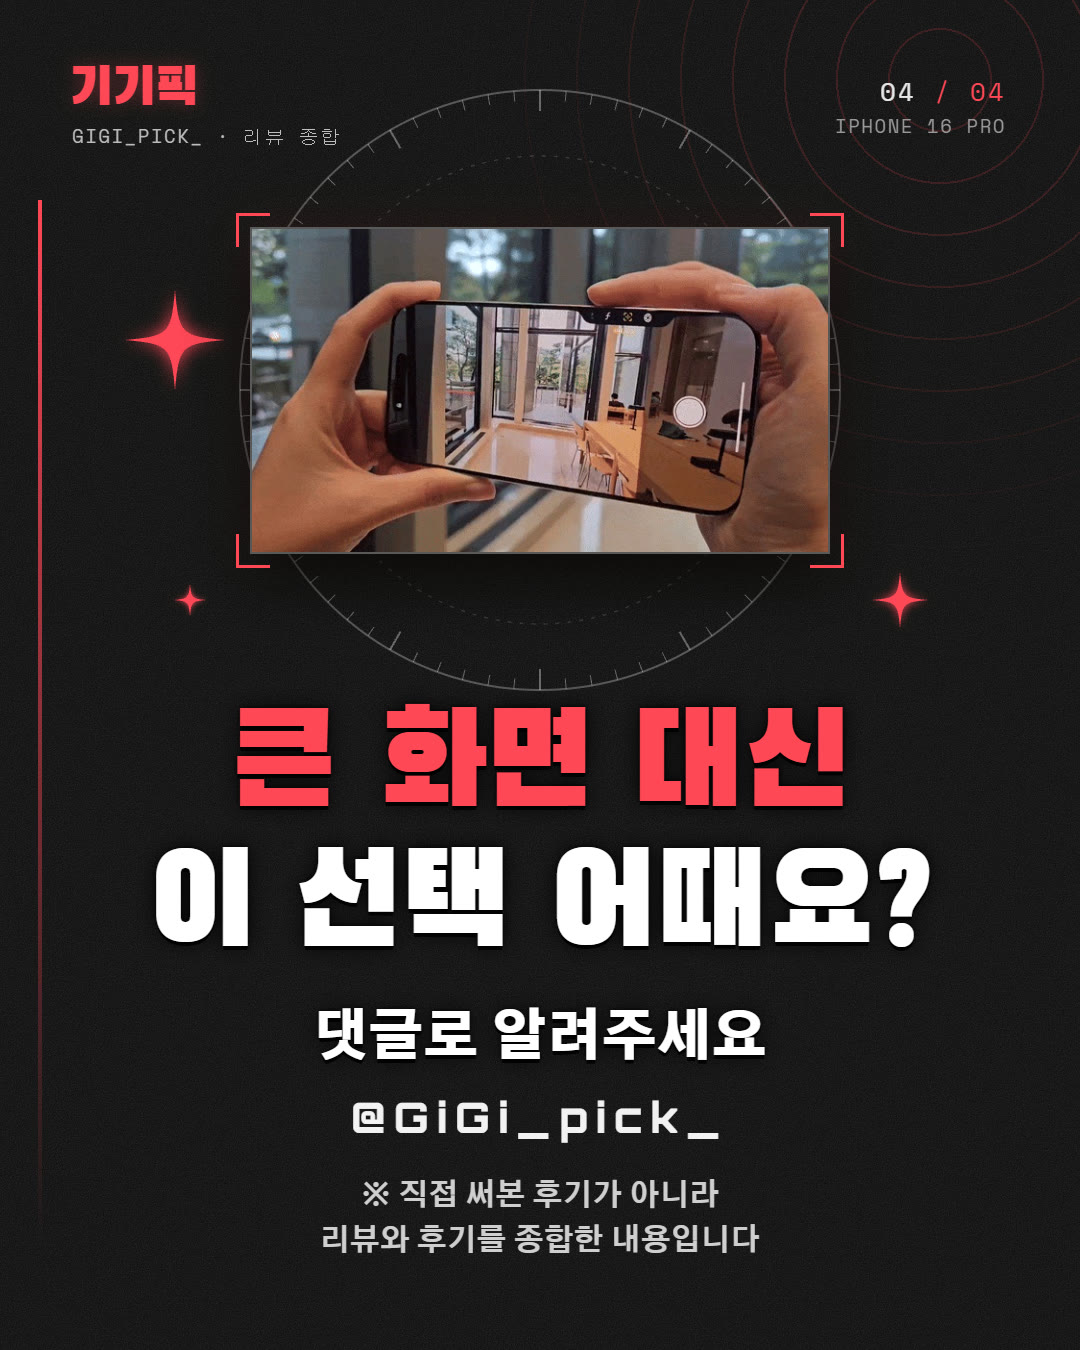 기기픽
GIGI_PICK_ · 리뷰 종합
04 / 04
IPHONE 16 PRO
큰 화면 대신
이 선택 어때요?
댓글로 알려주세요
@GiGi_pick_
※ 직접 써본 후기가 아니라
리뷰와 후기를 종합한 내용입니다